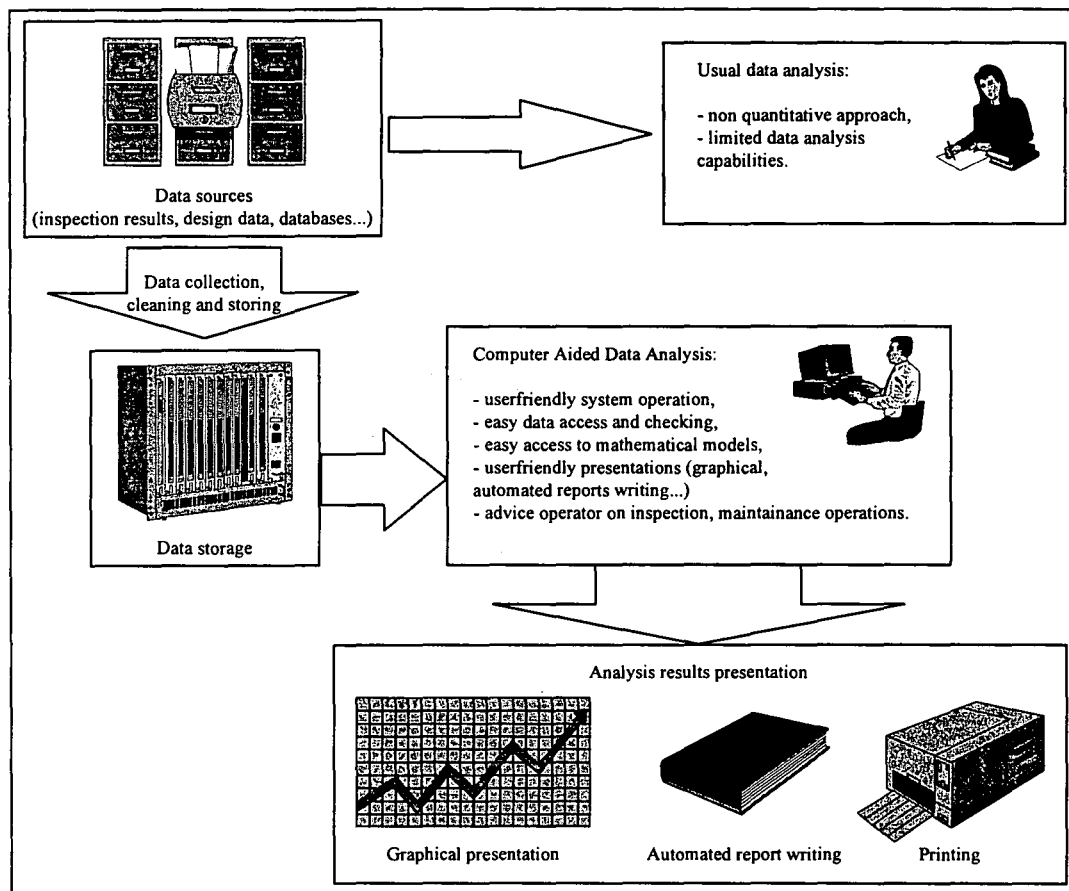 Data sources
(inspection results, design data, databases...)
Usual data analysis:
- non quantitative approach,
- limited data analysis
capabilities.
Data collection,
cleaning and storing
Data storage
Computer Aided Data Analysis:
- userfriendly system operation,
- easy data access and checking,
- easy access to mathematical models,
- userfriendly presentations (graphical,
automated reports writing...)
- advice operator on inspection, maintainance operations.
Analysis results presentation
Graphical presentation
Automated report writing
Printing